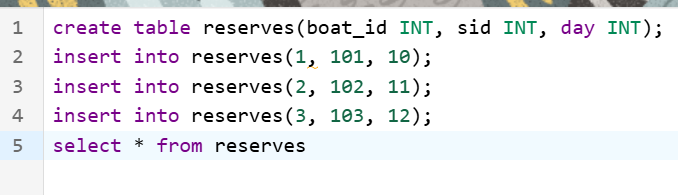 1 create table reserves(boat_id INT, sid INT, day INT);
2 insert into reserves(1, 101, 10);
3 insert into reserves(2, 102, 11);
4 insert into reserves(3, 103, 12);
5 select * from reserves